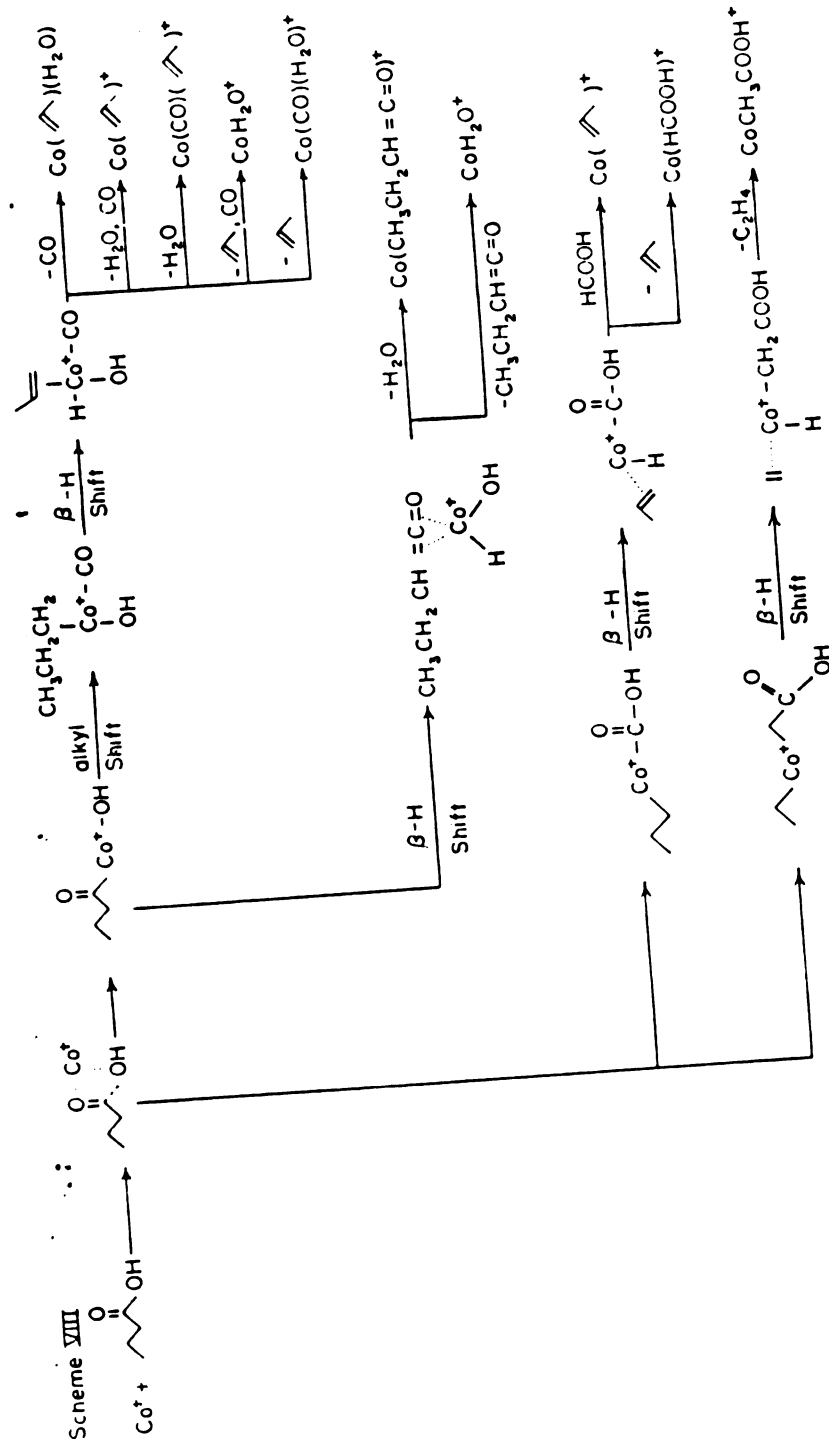 Scheme VIII
Co⁺ +
O
OH
O
Co⁺
OH
O
Co⁺-OH
alkyl
Shift
CH₃CH₂CH₂
Co⁺-CO
OH
β-H
Shift
H-Co⁺-CO
OH
-CO
Co( )(H₂O)
-H₂O, CO
Co( )⁺
-H₂O
Co(CO)( )⁺
- , CO
CoH₂O⁺
-
Co(CO)(H₂O)⁺
β-H
Shift
CH₃CH₂ CH =C=O
Co⁺
H
OH
-H₂O
Co(CH₃CH₂CH =C=O)⁺
-CH₃CH₂CH=C=O
CoH₂O⁺
O
Co⁺-C-OH
β-H
Shift
O
Co⁺-C-OH
H
HCOOH
Co( )⁺
-
Co(HCOOH)⁺
O
Co⁺
C
OH
β-H
Shift
Co⁺-CH₂COOH
H
-C₂H₄
CoCH₃COOH⁺